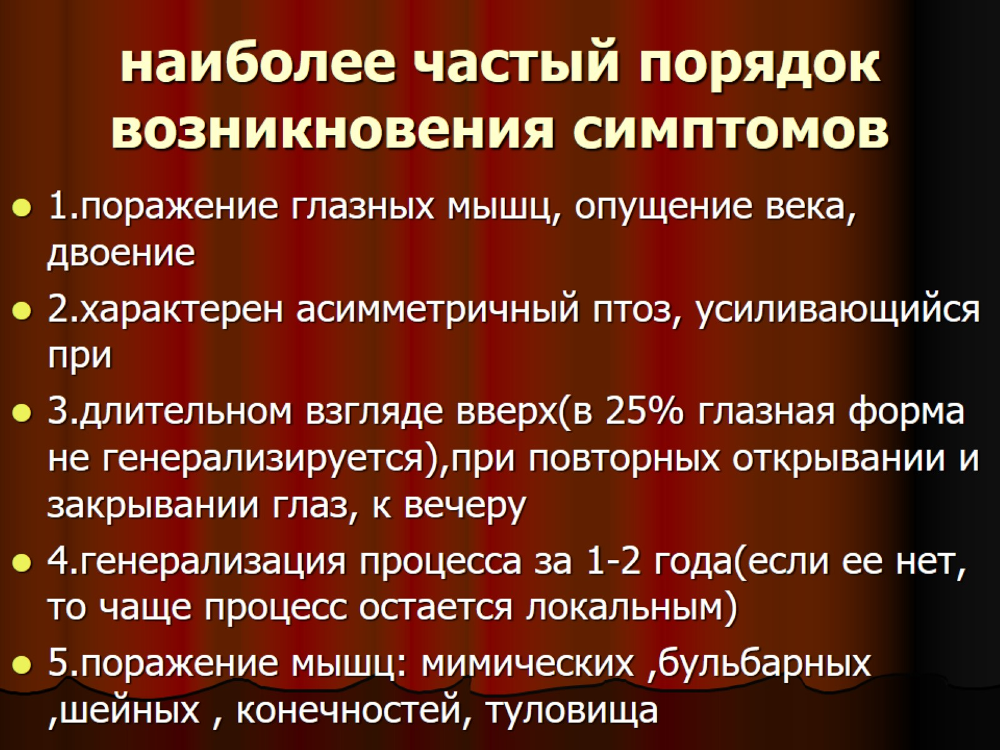 наиболее частый порядок
возникновения симптомов
1.поражение глазных мышц, опущение века,
двоение
2.характерен асимметричный птоз, усиливающийся
при
3.длительном взгляде вверх(в 25% глазная форма
не генерализируется),при повторных открывании и
закрывании глаз, к вечеру
4.генерализация процесса за 1-2 года(если ее нет,
то чаще процесс остается локальным)
5.поражение мышц: мимических ,бульбарных
,шейных , конечностей, туловища